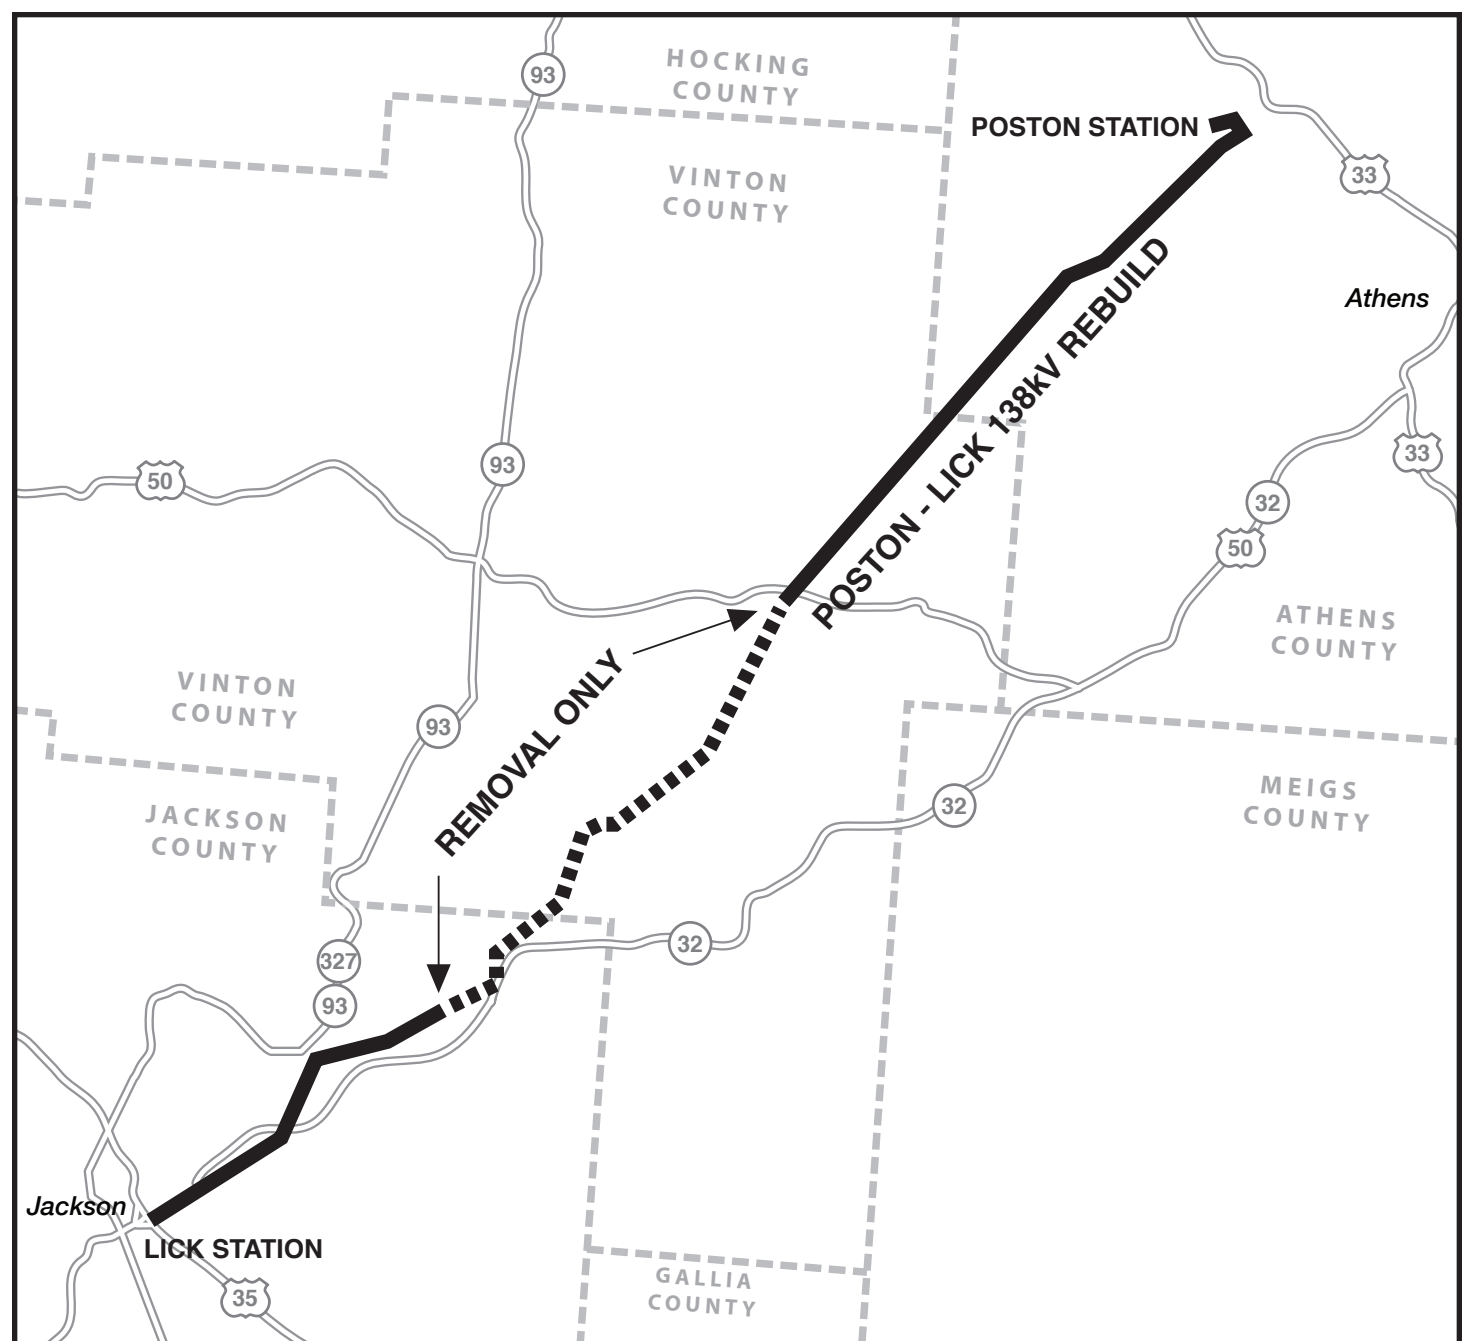 HOCKING
COUNTY
93
POSTON STATION
33
VINTON
COUNTY
Athens
POSTON - LICK 138kV REBUILD
93
50
33
32
50
ATHENS
COUNTY
REMOVAL ONLY
VINTON
COUNTY
93
MEIGS
COUNTY
32
JACKSON
COUNTY
32
327
93
Jackson
LICK STATION
GALLIA
COUNTY
35